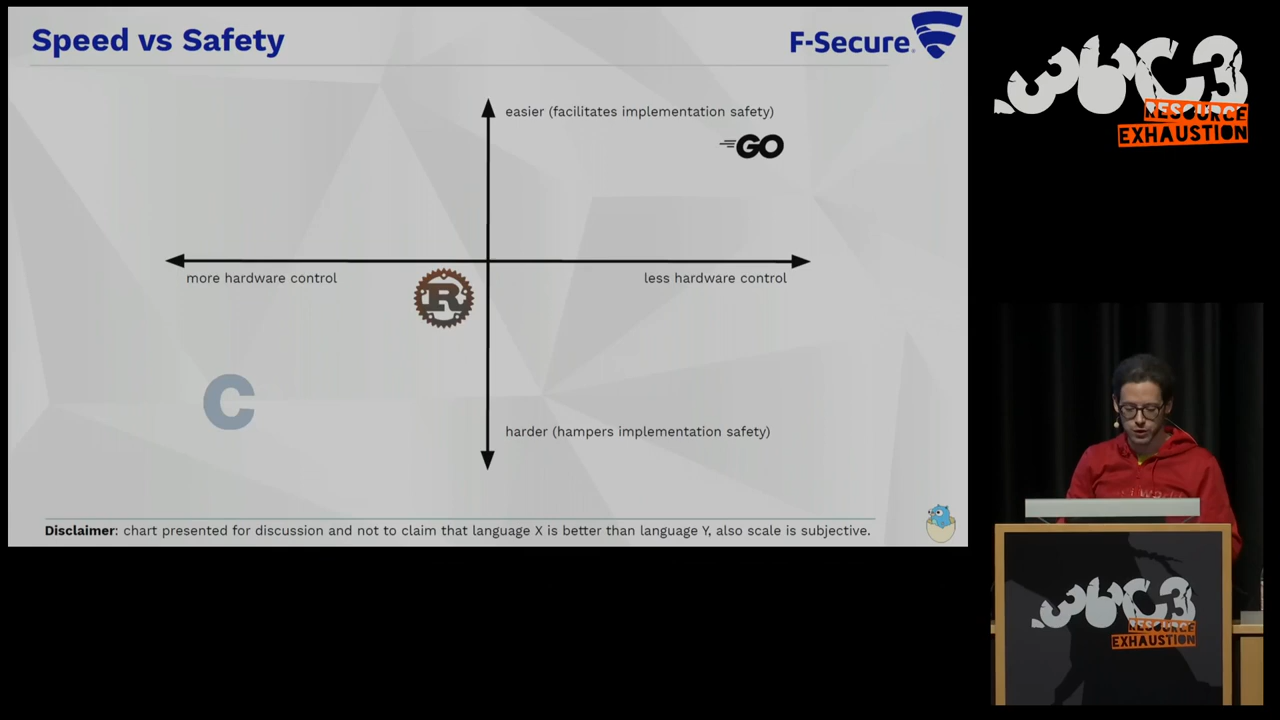 Speed vs Safety
F-Secure.
easier (facilitates implementation safety)
GO
more hardware control
less hardware control
R
C
harder (hampers implementation safety)
Disclaimer: chart presented for discussion and not to claim that language X is better than language Y, also scale is subjective.
36C3
RESOURCE
EXHAUSTION
36C3
RESOURCE
EXHAUSTION